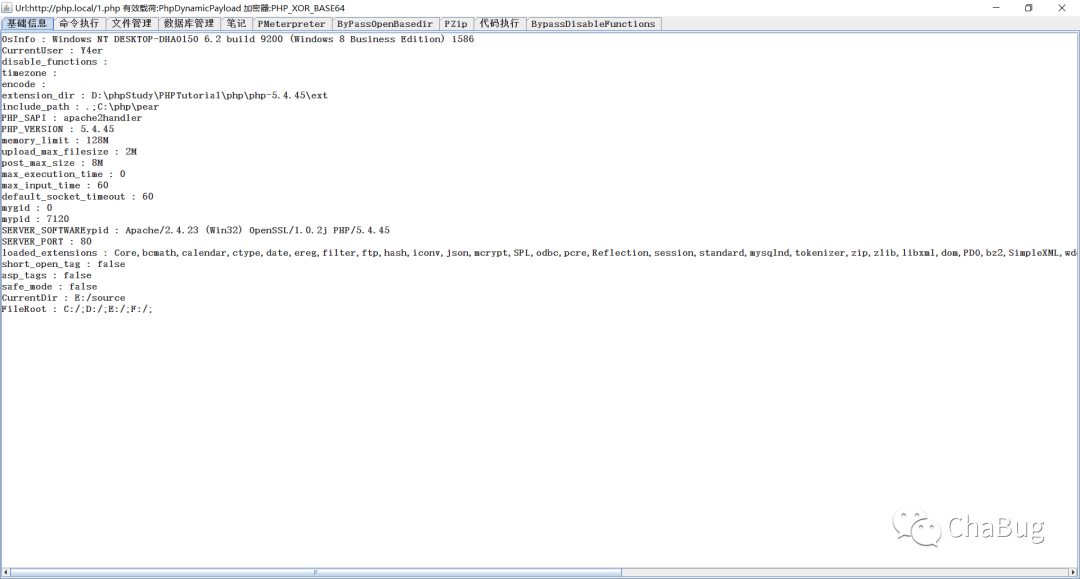 Url:http://php.local/1.php 有效载荷:PhpDynamicPayload 加密器:PHP_XOR_BASE64
基础信息 命令执行 文件管理 数据库管理 笔记 PMeterpreter ByPassOpenBasedir PZip 代码执行 BypassDisableFunctions
OsInfo : Windows NT DESKTOP-DHA0150 6.2 build 9200 (Windows 8 Business Edition) i586
CurrentUser : Y4er
disable_functions :
timezone :
encode :
extension_dir : D:\phpStudy\PHPTutorial\php\php-5.4.45\ext
include_path : .;C:\php\pear
PHP_SAPI : apache2handler
PHP_VERSION : 5.4.45
memory_limit : 128M
upload_max_filesize : 2M
post_max_size : 8M
max_execution_time : 0
max_input_time : 60
default_socket_timeout : 60
mygid : 0
mypid : 7120
SERVER_SOFTWAREypid : Apache/2.4.23 (Win32) OpenSSL/1.0.2j PHP/5.4.45
SERVER_PORT : 80
loaded_extensions : Core,bcmath,calendar,ctype,date,ereg,filter,ftp,hash,iconv,json,mcrypt,SPL,odbc,pcre,Reflection,session,standard,mysqlnd,tokenizer,zip,zlib,libxml,dom,PDO,bz2,SimpleXML,wd
short_open_tag : false
asp_tags : false
safe_mode : false
CurrentDir : E:/source
FileRoot : C:/;D:/;E:/;F:/;
ChaBug